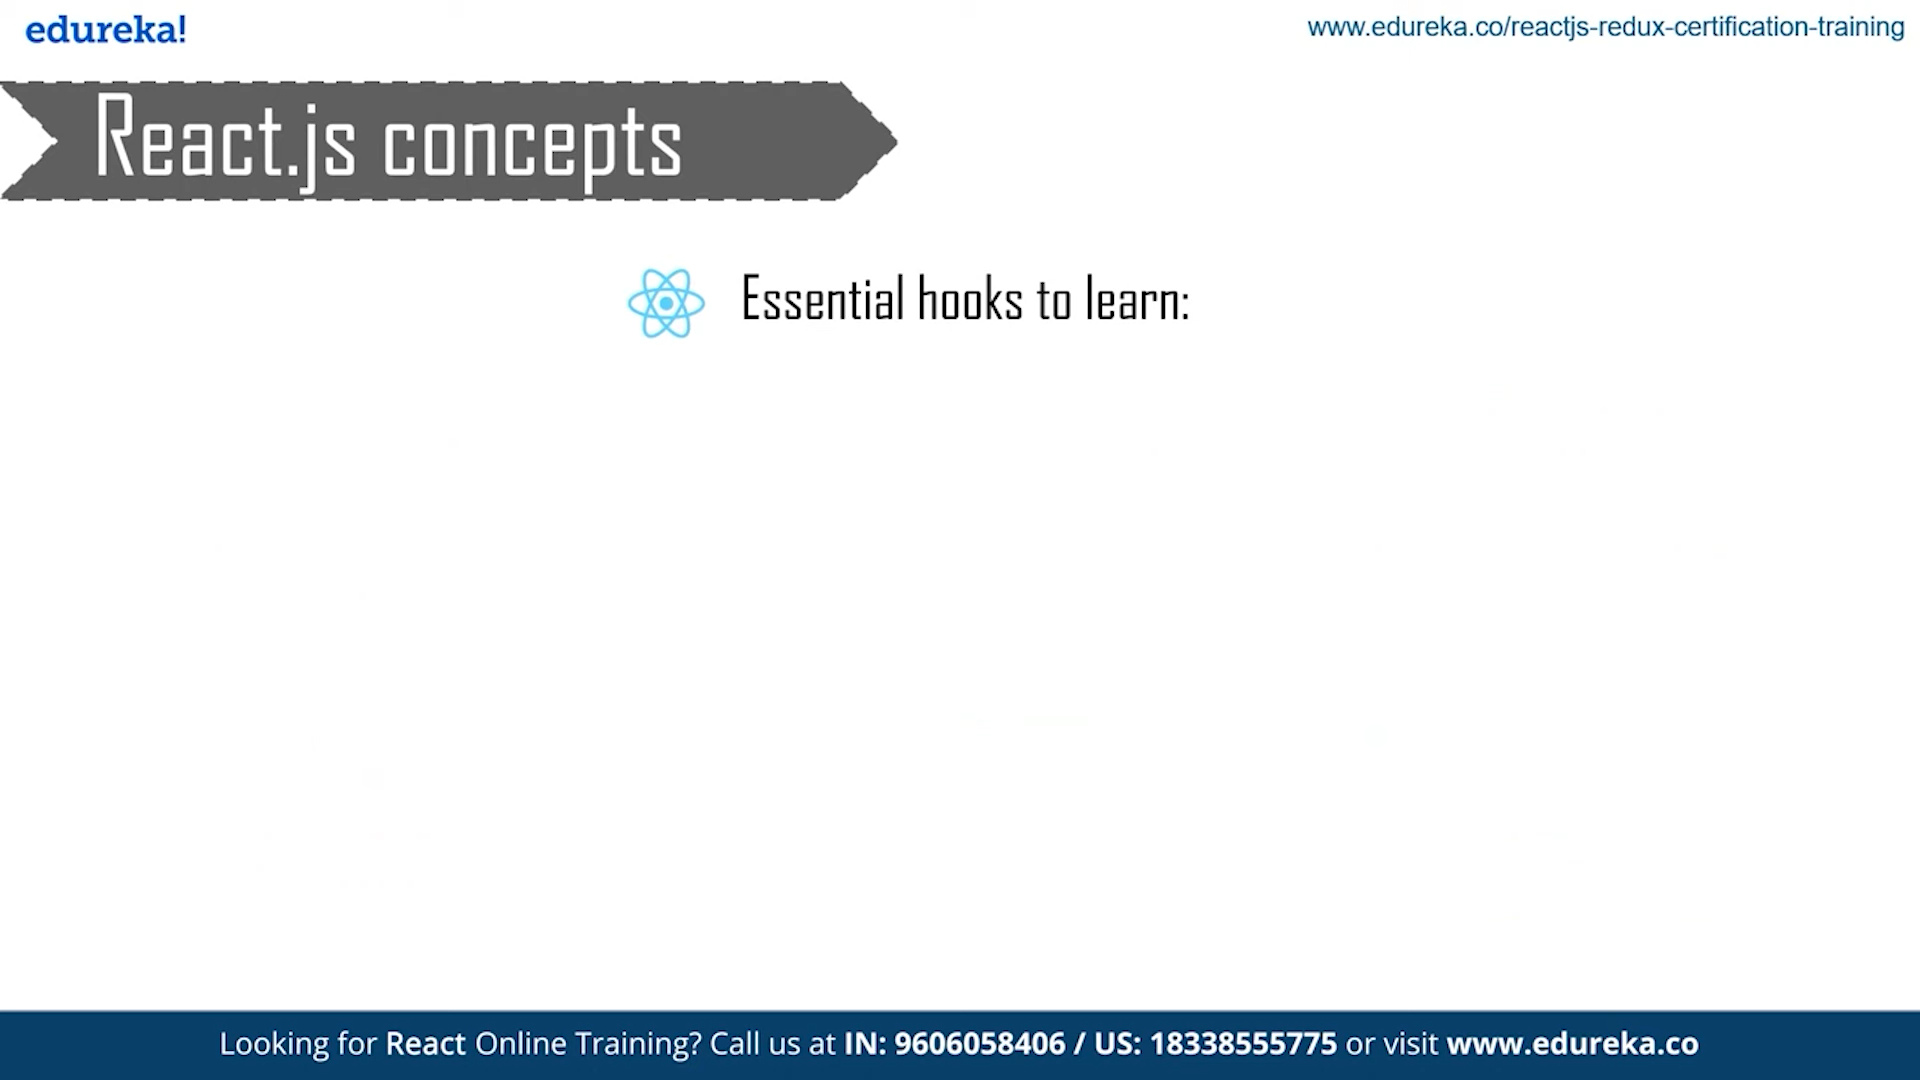 edureka!
www.edureka.co/reactjs-redux-certification-training
React.js concepts
Essential hooks to learn:
Looking for React Online Training? Call us at IN: 9606058406 / US: 18338555775 or visit www.edureka.co